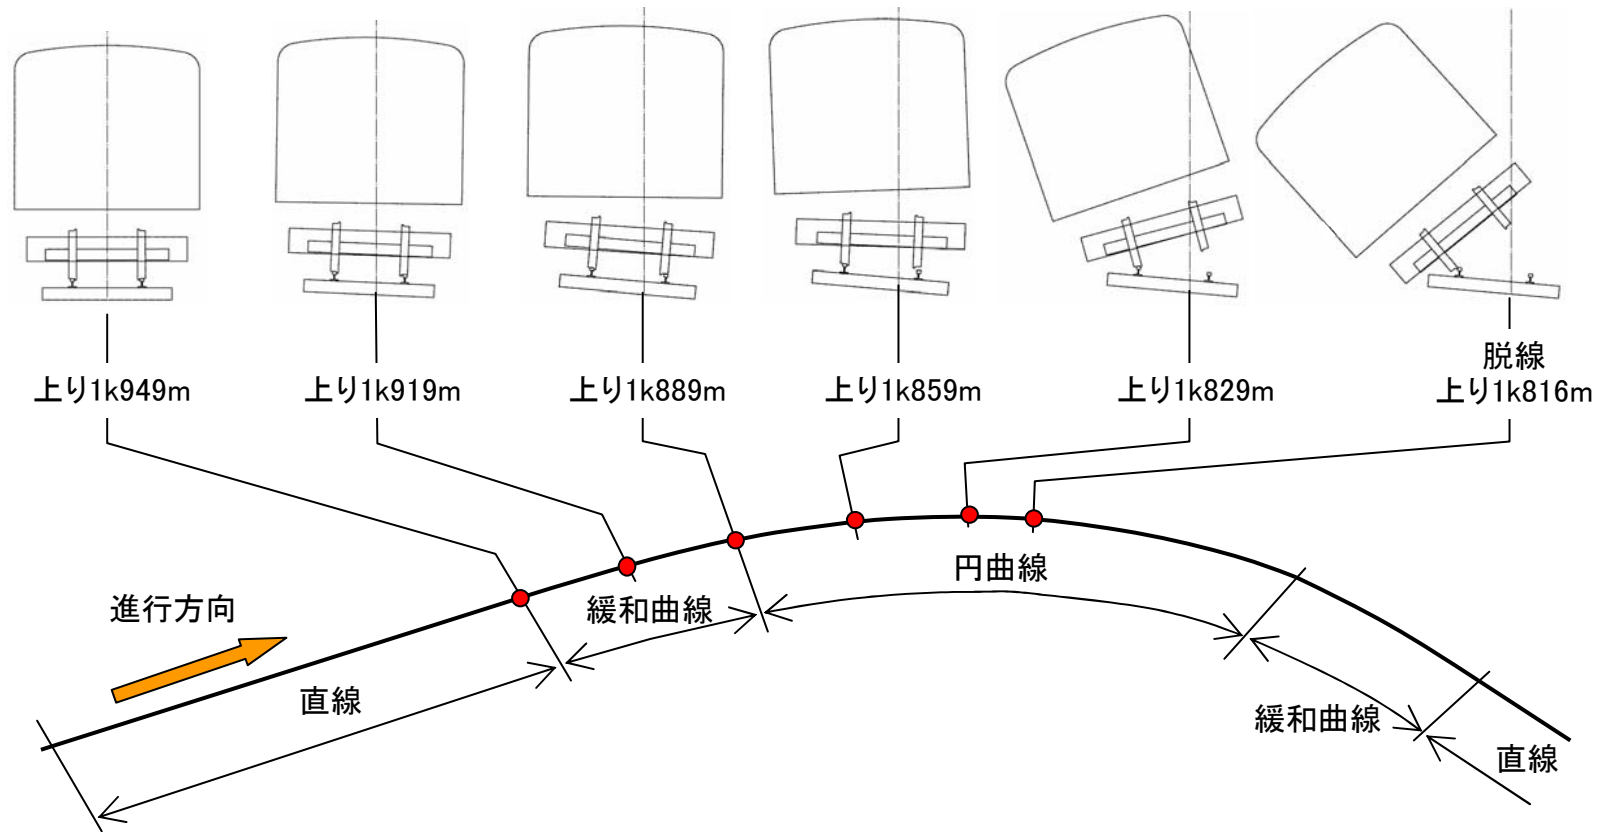 脱線
上り1k949m
上り1k919m
上り1k889m
上り1k859m
上り1k829m
上り1k816m
円曲線
進行方向
緩和曲線
直線
緩和曲線
直線